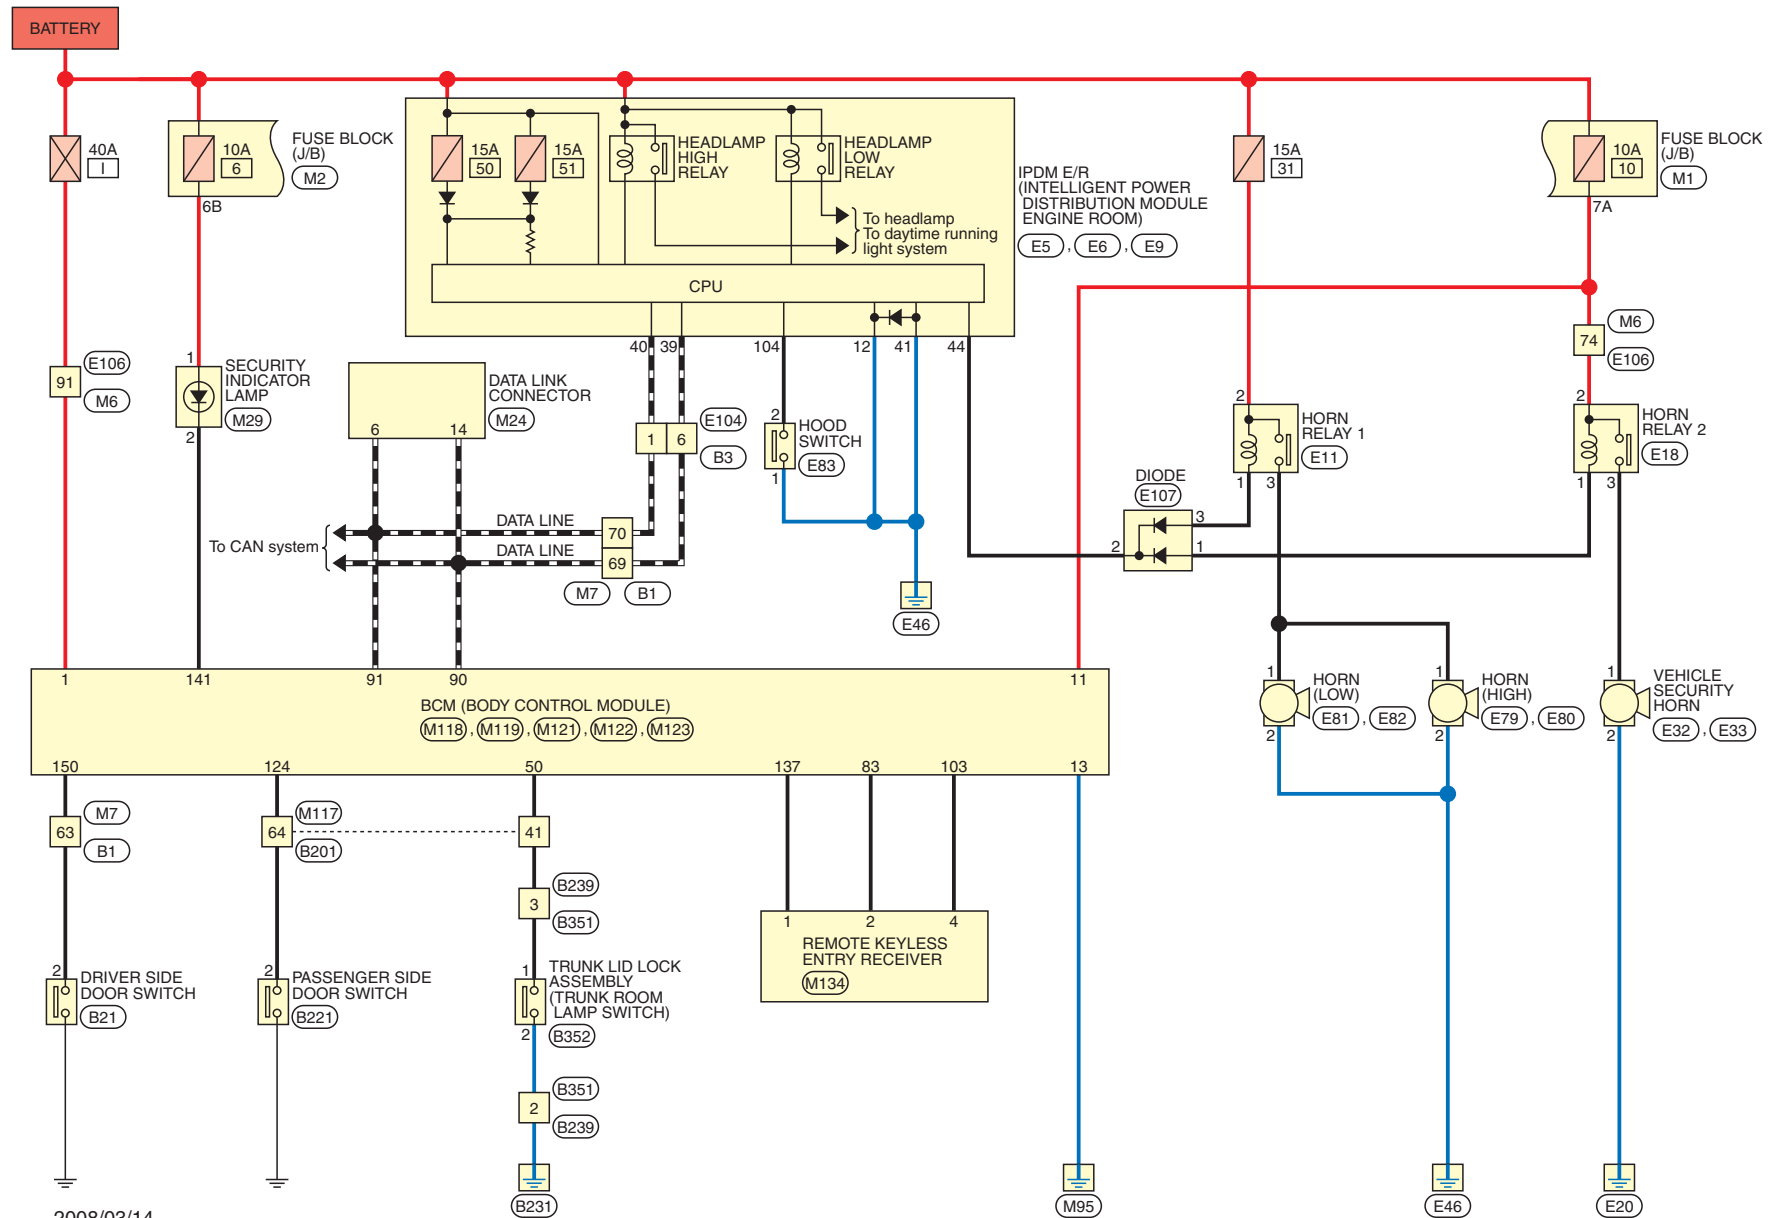 BATTERY
40A
I
10A
6
FUSE BLOCK
(J/B)
M2
6B
15A
50
15A
51
HEADLAMP
HIGH
RELAY
HEADLAMP
LOW
RELAY
To headlamp
To daytime running
light system
CPU
IPDM E/R
(INTELLIGENT POWER
DISTRIBUTION MODULE
ENGINE ROOM)
E5 , E6 , E9
15A
31
10A
10
FUSE BLOCK
(J/B)
M1
7A
40 39 104 12 41 44
91
E106
M6
1
SECURITY
INDICATOR
LAMP
M29
2
DATA LINK
CONNECTOR
M24
6 14
1 6
E104
B3
2
HOOD
SWITCH
E83
1
74
M6
E106
2
HORN
RELAY 1
E11
1 3
2
HORN
RELAY 2
E18
1 3
DIODE
E107
3
2
1
To CAN system
DATA LINE
70
DATA LINE
69
M7 B1
E46
1 141 91 90 11
BCM (BODY CONTROL MODULE)
M118 , M119 , M121 , M122 , M123
150 124 50 137 83 103 13
1
HORN
(LOW)
E81 , E82
2
1
HORN
(HIGH)
E79 , E80
2
1
VEHICLE
SECURITY
HORN
E32 , E33
2
63
M7
B1
64
M117
B201
41
3
B239
B351
1 2 4
REMOTE KEYLESS
ENTRY RECEIVER
M134
2
DRIVER SIDE
DOOR SWITCH
B21
2
PASSENGER SIDE
DOOR SWITCH
B221
1
TRUNK LID LOCK
ASSEMBLY
(TRUNK ROOM
LAMP SWITCH)
B352
2
2
B351
B239
B231
M95
E46
E20
2008/03/14